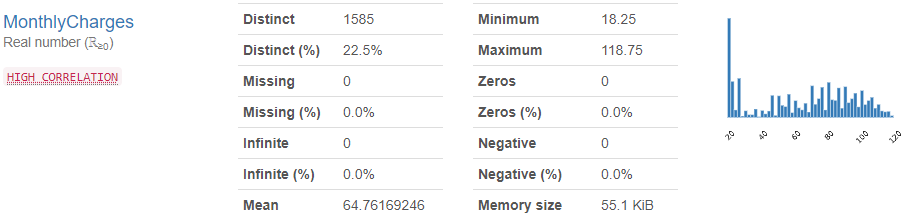 MonthlyCharges
Real number (ℝ≥0)
HIGH CORRELATION
Distinct 1585
Distinct (%) 22.5%
Missing 0
Missing (%) 0.0%
Infinite 0
Infinite (%) 0.0%
Mean 64.76169246
Minimum 18.25
Maximum 118.75
Zeros 0
Zeros (%) 0.0%
Negative 0
Negative (%) 0.0%
Memory size 55.1 KiB
20 40 60 80 100 120